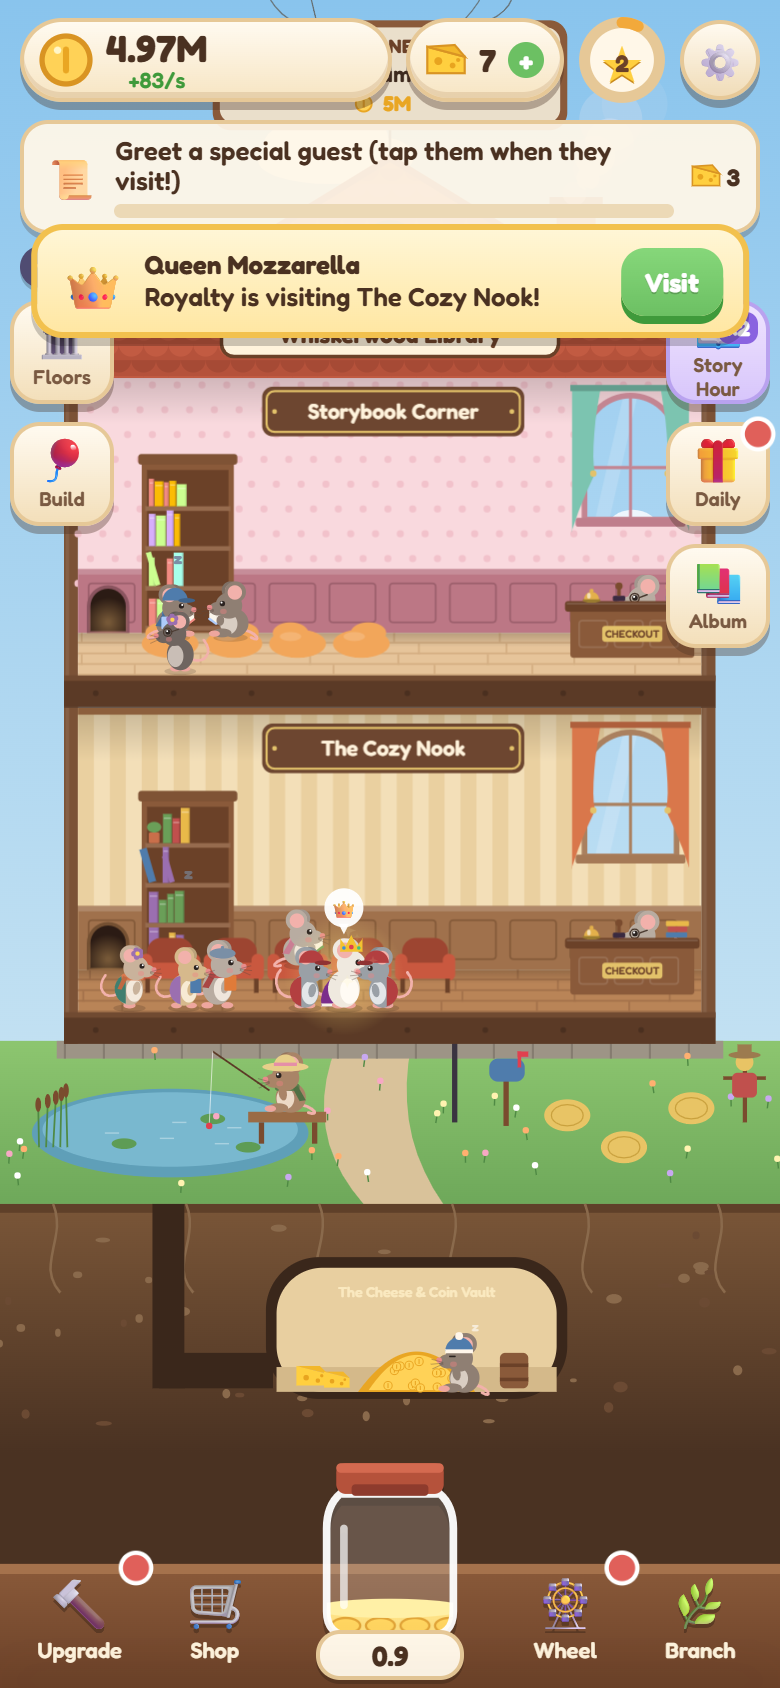 4.97M
+83/s
7
2
5M
Greet a special guest (tap them when they
visit!)
3
Queen Mozzarella
Royalty is visiting The Cozy Nook!
Visit
Whiskerwood Library
Floors
Story
Hour
Storybook Corner
Build
Daily
Album
CHECKOUT
The Cozy Nook
CHECKOUT
The Cheese & Coin Vault
z
Upgrade
Shop
0.9
Wheel
Branch